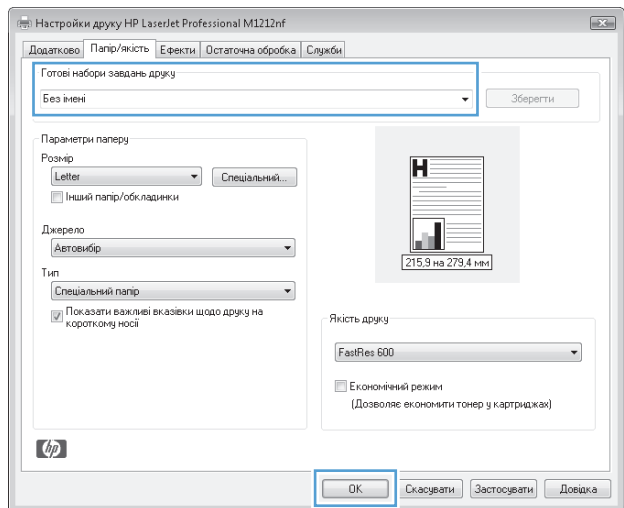 Настройки друку HP LaserJet Professional M1212nf
Додатково Папір/якість Ефекти Остаточна обробка Служби
Готові набори завдань друку
Без імені
Зберегти
Параметри паперу
Розмір
Letter
Спеціальний...
Інший папір/обкладинки
Джерело
Автовибір
Тип
Спеціальний папір
Показати важливі вказівки щодо друку на
короткому носії
H
215,9 на 279,4 мм
Якість друку
FastRes 600
Економічний режим
(Дозволяє економити тонер у картриджах)
hp
OK Скасувати Застосувати Довідка